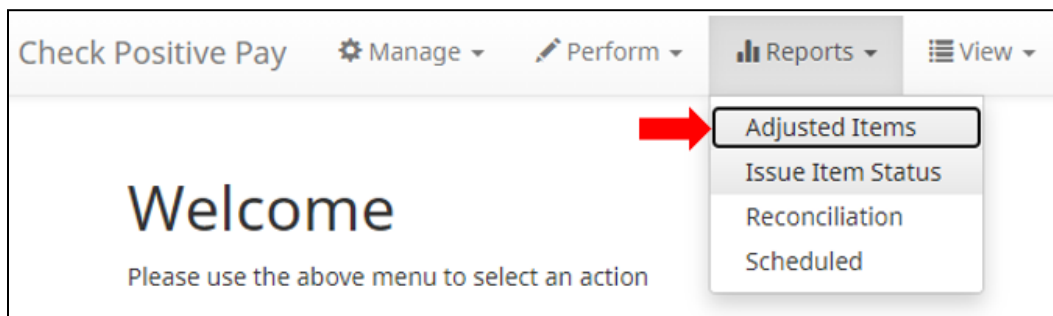 Check Positive Pay Manage Perform Reports View
Adjusted Items
Issue Item Status
Reconciliation
Scheduled
Welcome
Please use the above menu to select an action